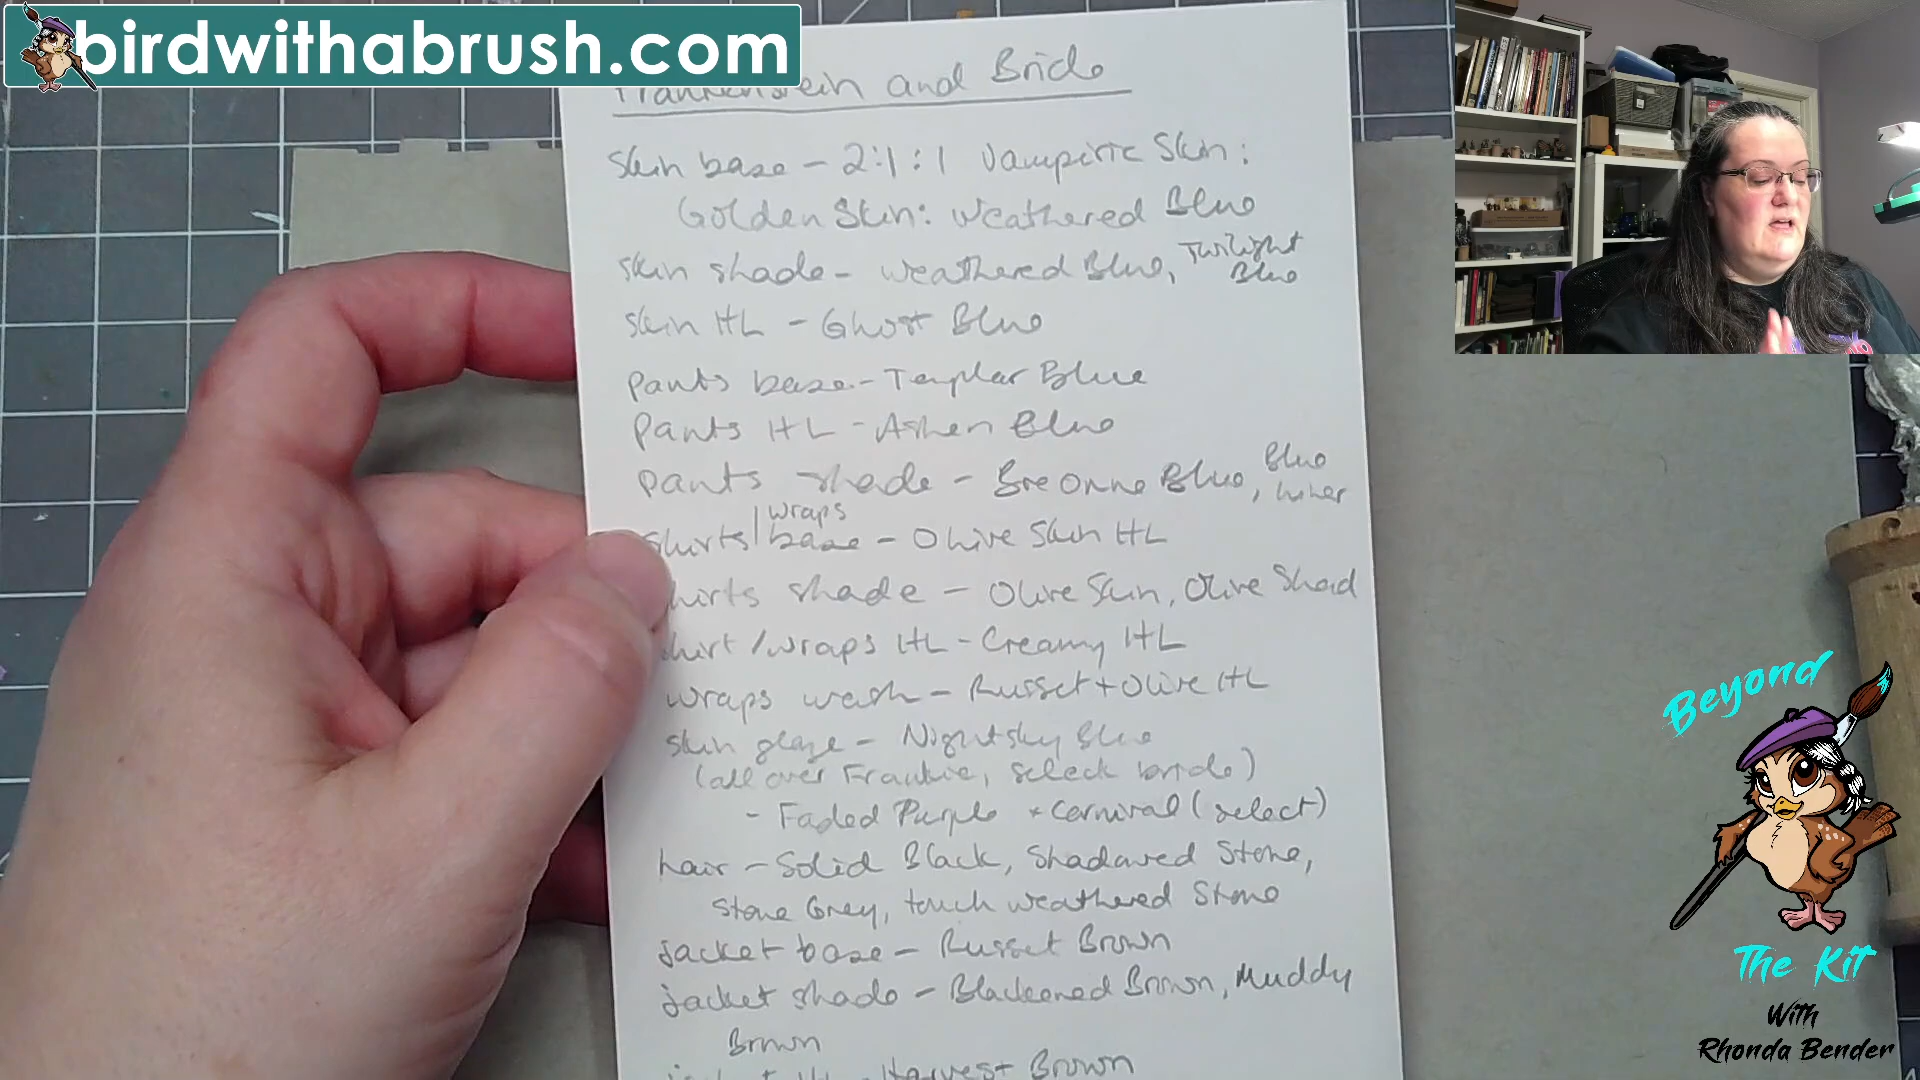 birdwithabrush.com
Frankenstein and Bride
Skin base - 2:1:1 Vampiric Skin:
Golden Skin: Weathered Blue
Skin shade - Weathered Blue, Twilight
Blue
Skin HL - Ghost Blue
Pants base - Templar Blue
Pants HL - Ashen Blue
Pants shade - Breonne Blue, Blue
Liner
Shirts/wraps
base - Olive Skin HL
hirts shade - Olive Skin, Olive Shad
hirt/wraps HL - Creamy HL
wraps wash - Russet + Olive HL
Skin glaze - Nightsky Blue
(all over Frankie, select bride)
- Faded Purple + Carnival (select)
hair - Solid Black, Shadowed Stone,
Stone Grey, touch weathered Stone
jacket base - Russet Brown
jacket shade - Blackened Brown, Muddy
Brown
Harvest Brown
Beyond
The Kit
With
Rhonda Bender